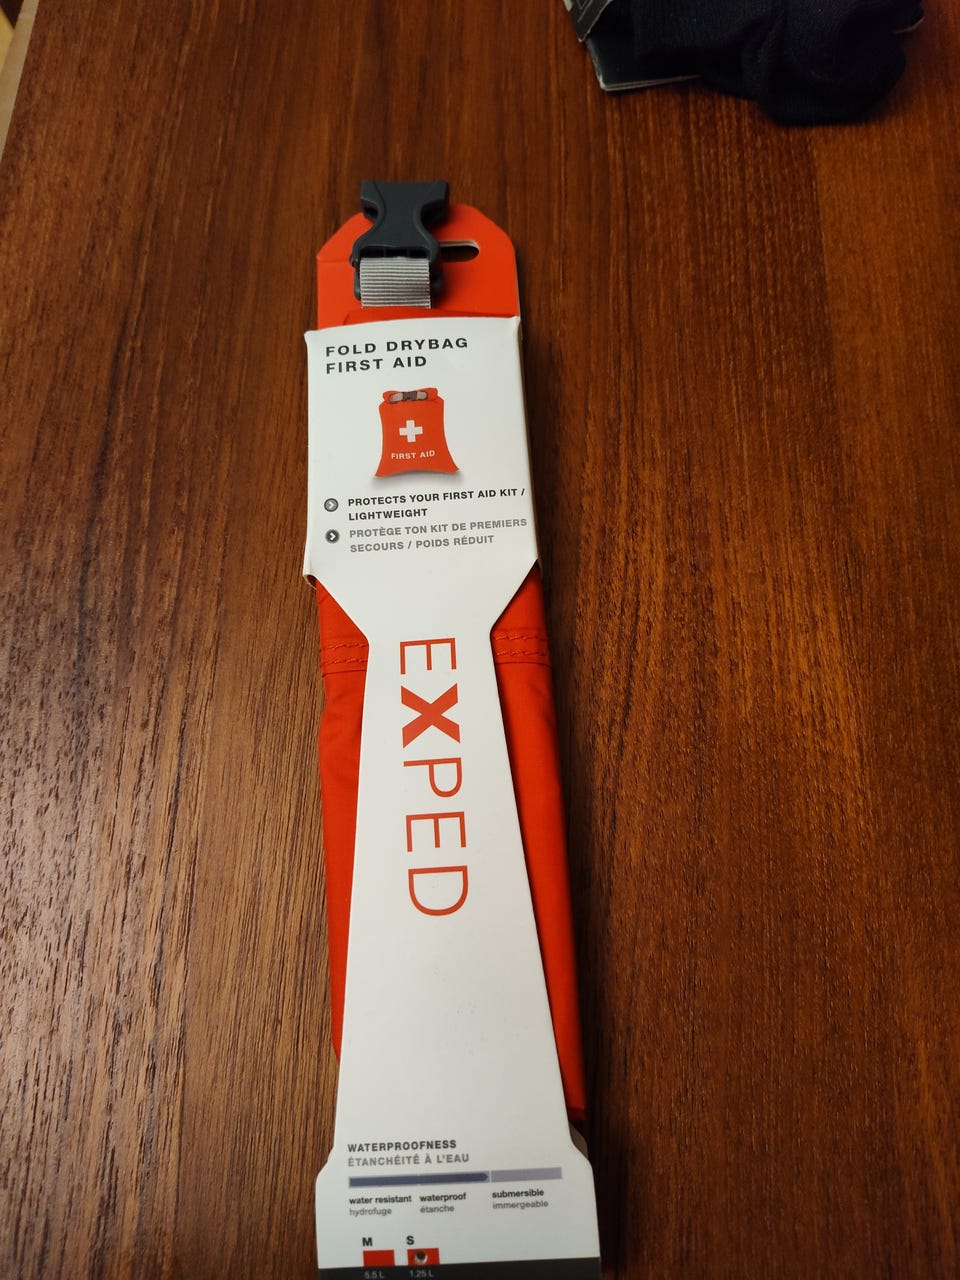 FOLD DRYBAG
FIRST AID
FIRST AID
PROTECTS YOUR FIRST AID KIT /
LIGHTWEIGHT
PROTÈGE TON KIT DE PREMIERS
SECOURS / POIDS RÉDUIT
EXPED
WATERPROOFNESS
ÉTANCHÉITÉ À L'EAU
water resistant waterproof submersible
hydrofuge étanche immergeable
M S
5.5 L 1.25 L